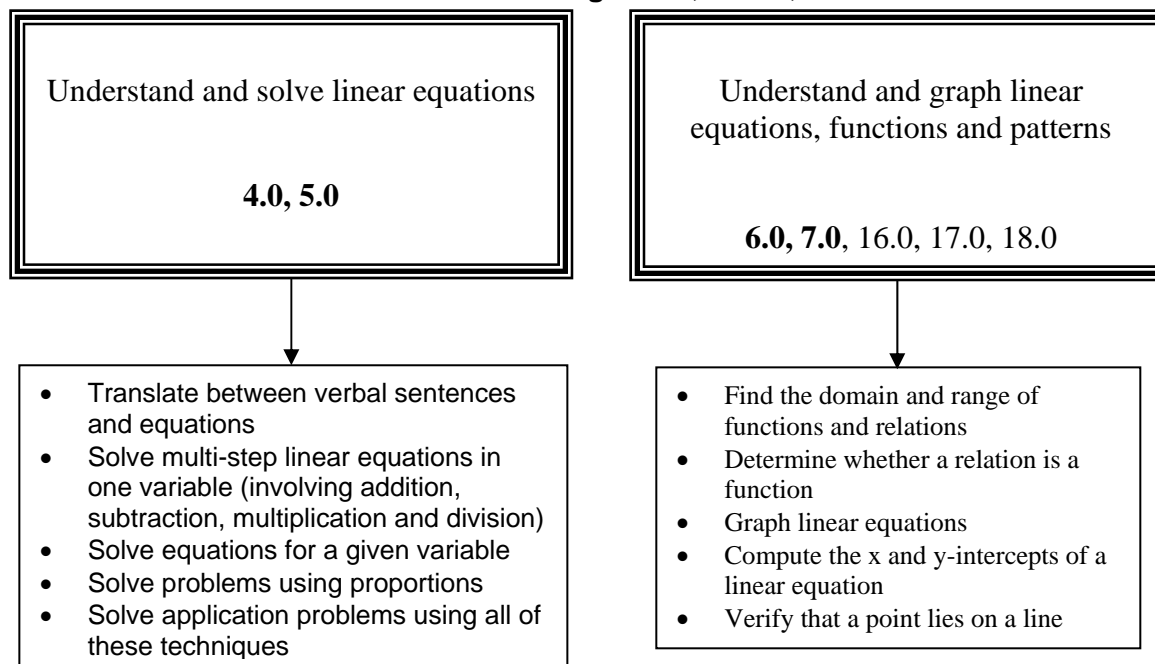 Understand and solve linear equations
4.0, 5.0
Understand and graph linear
equations, functions and patterns
6.0, 7.0, 16.0, 17.0, 18.0
• Translate between verbal sentences
and equations
• Solve multi-step linear equations in
one variable (involving addition,
subtraction, multiplication and division)
• Solve equations for a given variable
• Solve problems using proportions
• Solve application problems using all of
these techniques
• Find the domain and range of
functions and relations
• Determine whether a relation is a
function
• Graph linear equations
• Compute the x and y-intercepts of a
linear equation
• Verify that a point lies on a line